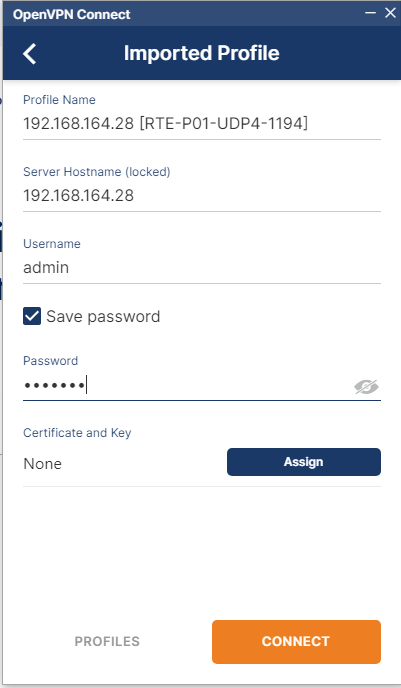 OpenVPN Connect
Imported Profile
Profile Name
192.168.164.28 [RTE-P01-UDP4-1194]
Server Hostname (locked)
192.168.164.28
Username
admin
Save password
Password
•••••••
Certificate and Key
None
Assign
PROFILES
CONNECT